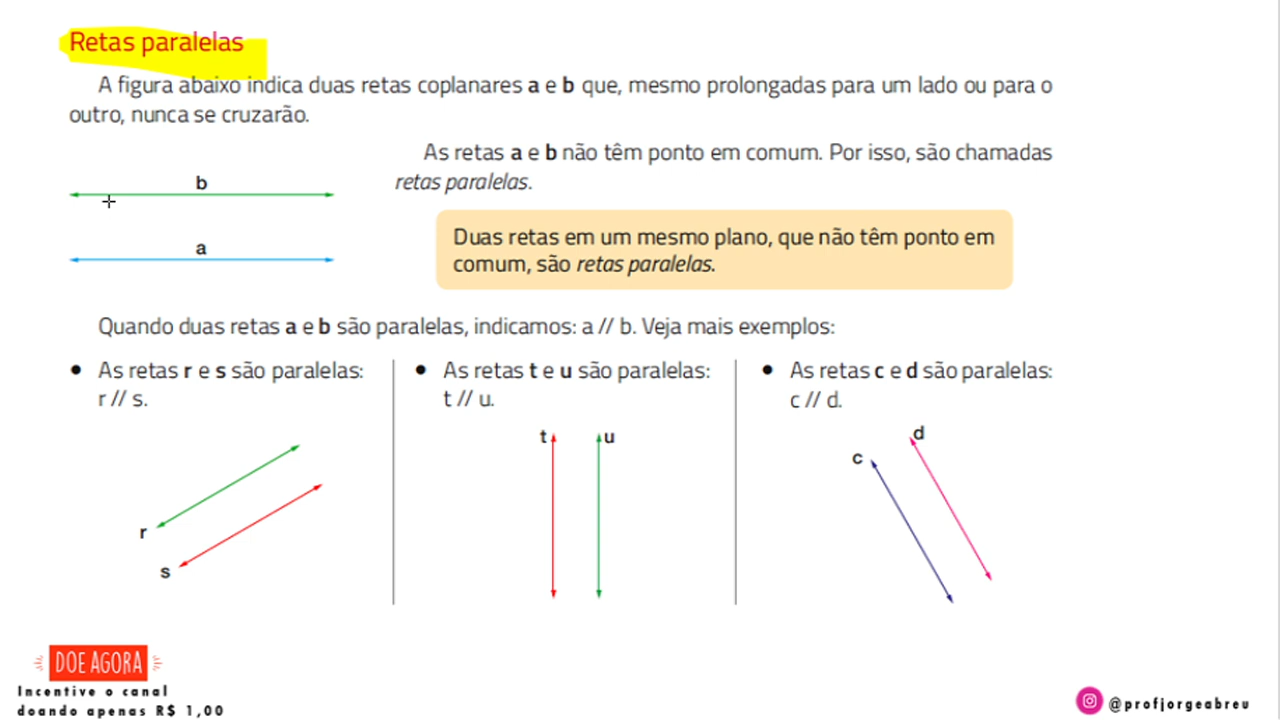 Retas paralelas
A figura abaixo indica duas retas coplanares a e b que, mesmo prolongadas para um lado ou para o
outro, nunca se cruzarão.
As retas a e b não têm ponto em comum. Por isso, são chamadas
retas paralelas.
b
a
Duas retas em um mesmo plano, que não têm ponto em
comum, são retas paralelas.
Quando duas retas a e b são paralelas, indicamos: a // b. Veja mais exemplos:
• As retas r e s são paralelas:
r // s.
r
s
• As retas t e u são paralelas:
t // u.
t u
• As retas c e d são paralelas:
c // d.
d
c
DOE AGORA
Incentive o canal
doando apenas R$ 1,00
@profjorgeabreu